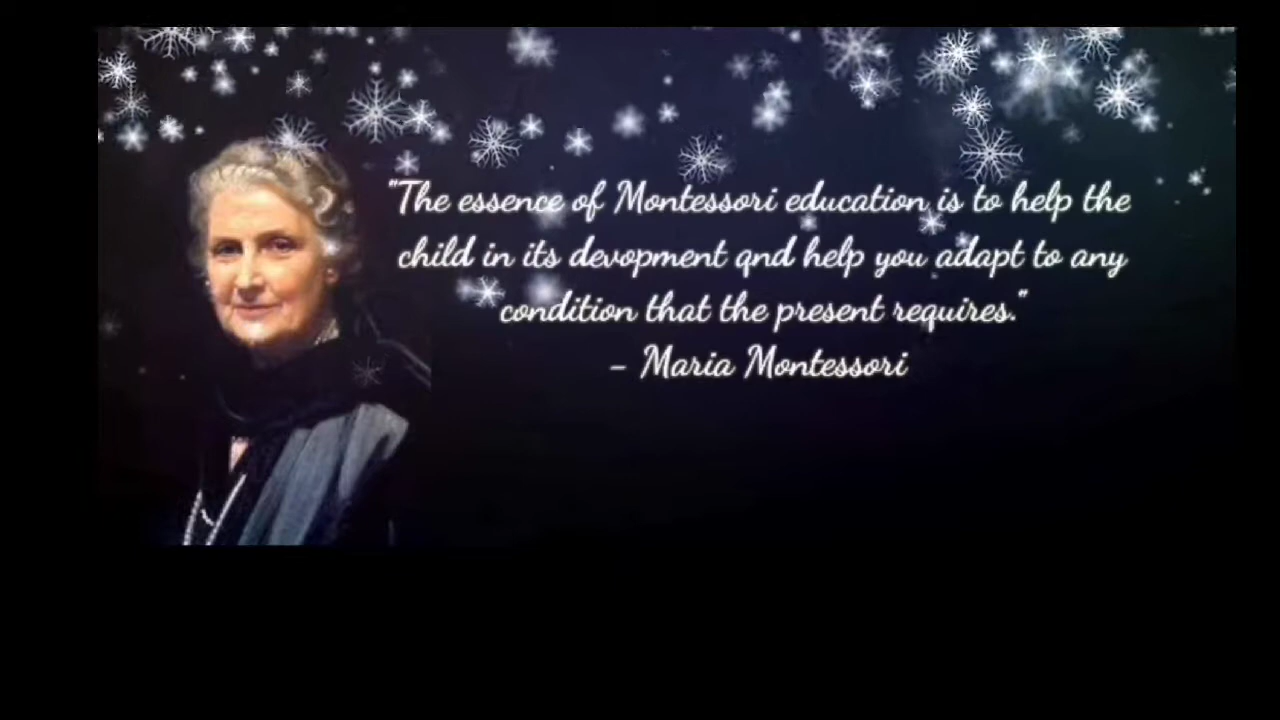 "The essence of Montessori education is to help the
child in its devopment qnd help you adapt to any
condition that the present requires."
- Maria Montessori